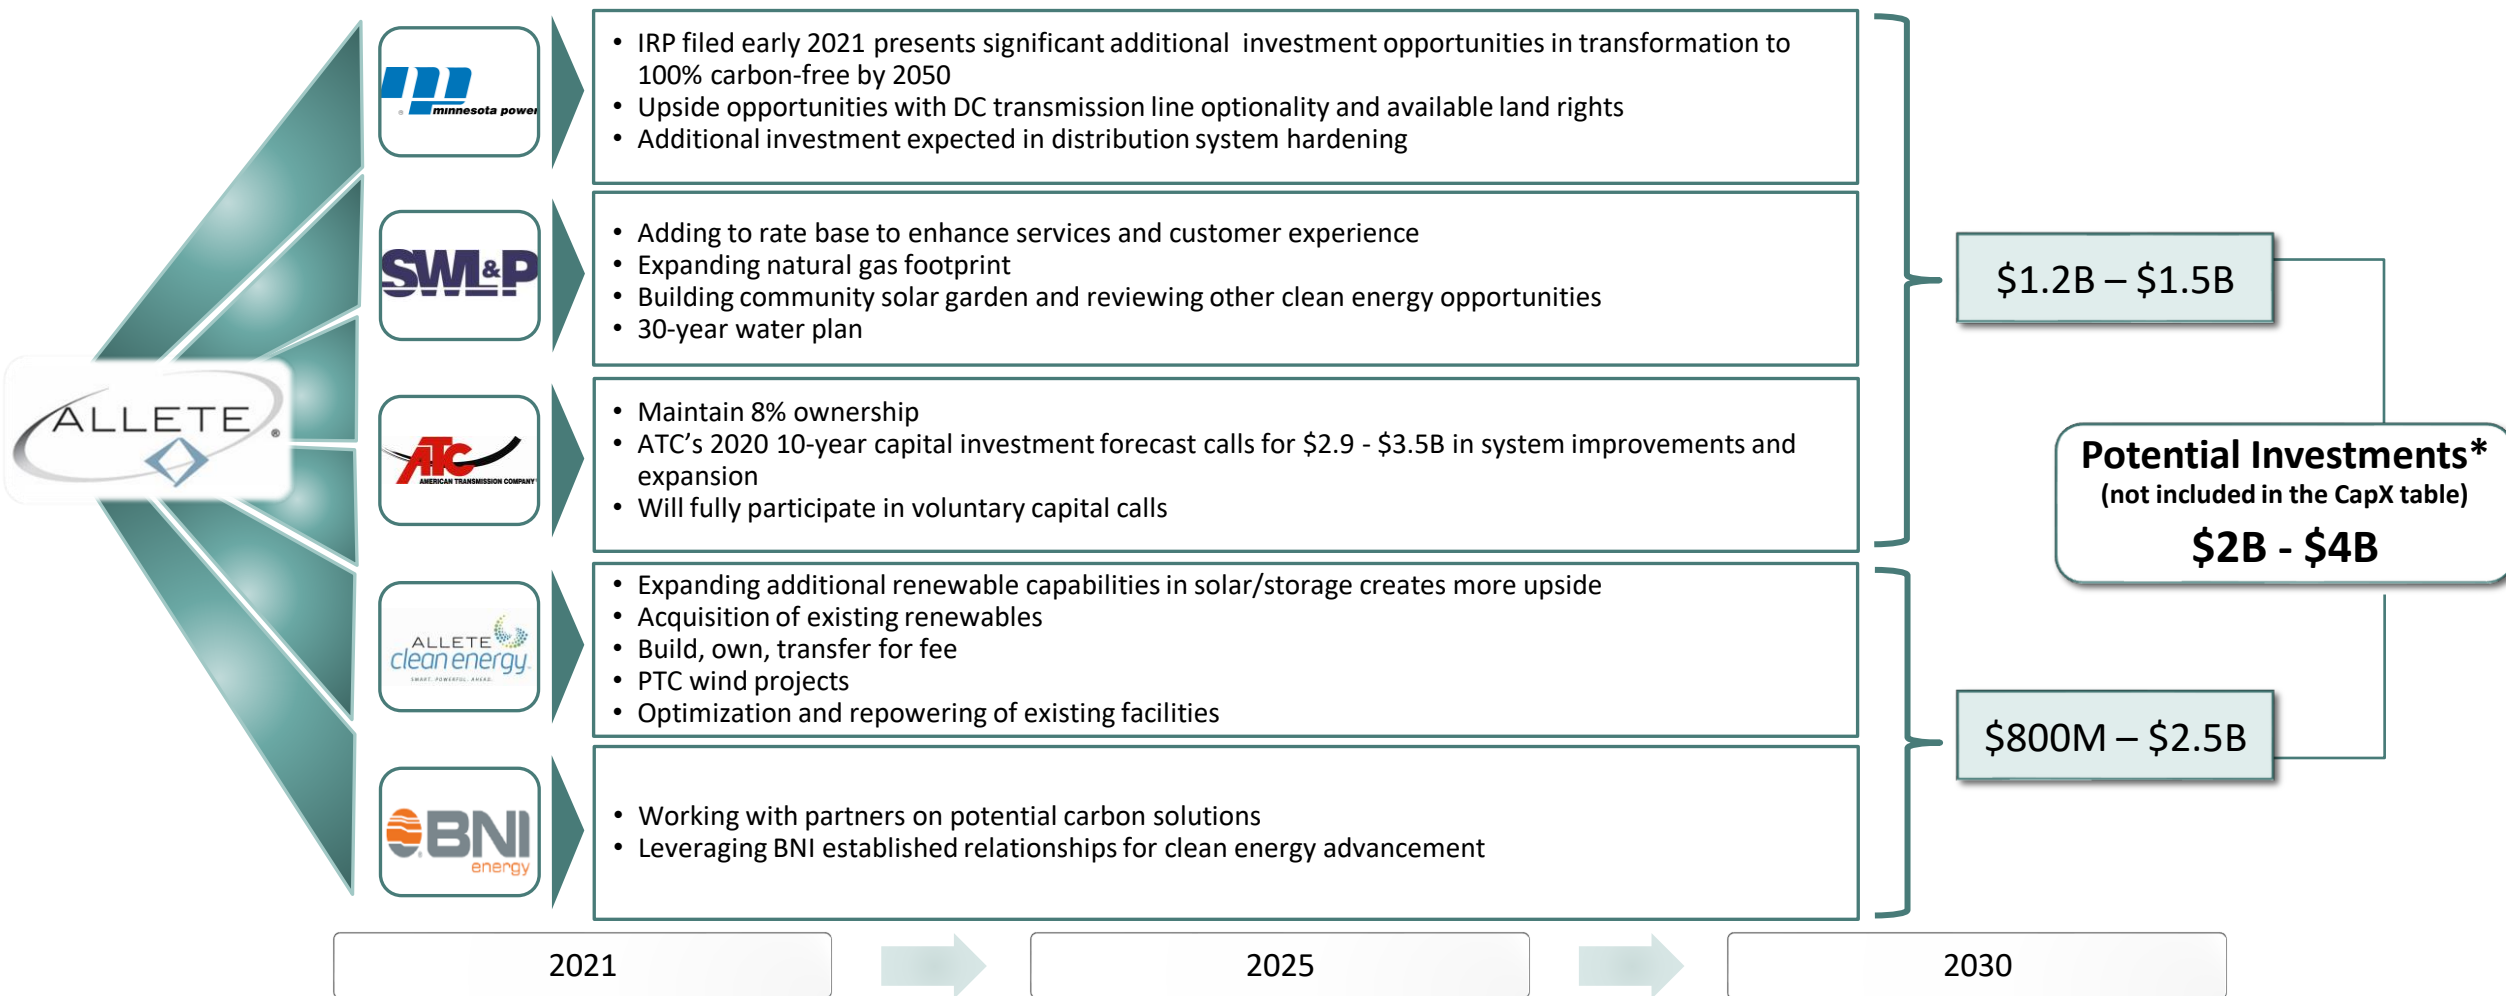 ALLETE
®
® minnesota power
• IRP filed early 2021 presents significant additional investment opportunities in transformation to
100% carbon-free by 2050
• Upside opportunities with DC transmission line optionality and available land rights
• Additional investment expected in distribution system hardening
SWL&P
• Adding to rate base to enhance services and customer experience
• Expanding natural gas footprint
• Building community solar garden and reviewing other clean energy opportunities
• 30-year water plan
ATC
AMERICAN TRANSMISSION COMPANY
• Maintain 8% ownership
• ATC’s 2020 10-year capital investment forecast calls for $2.9 - $3.5B in system improvements and
expansion
• Will fully participate in voluntary capital calls
ALLETE
clean energy
SMART. POWERFUL. AHEAD.
• Expanding additional renewable capabilities in solar/storage creates more upside
• Acquisition of existing renewables
• Build, own, transfer for fee
• PTC wind projects
• Optimization and repowering of existing facilities
BNI
energy
• Working with partners on potential carbon solutions
• Leveraging BNI established relationships for clean energy advancement
$1.2B – $1.5B
Potential Investments*
(not included in the CapX table)
$2B - $4B
$800M – $2.5B
2021
2025
2030